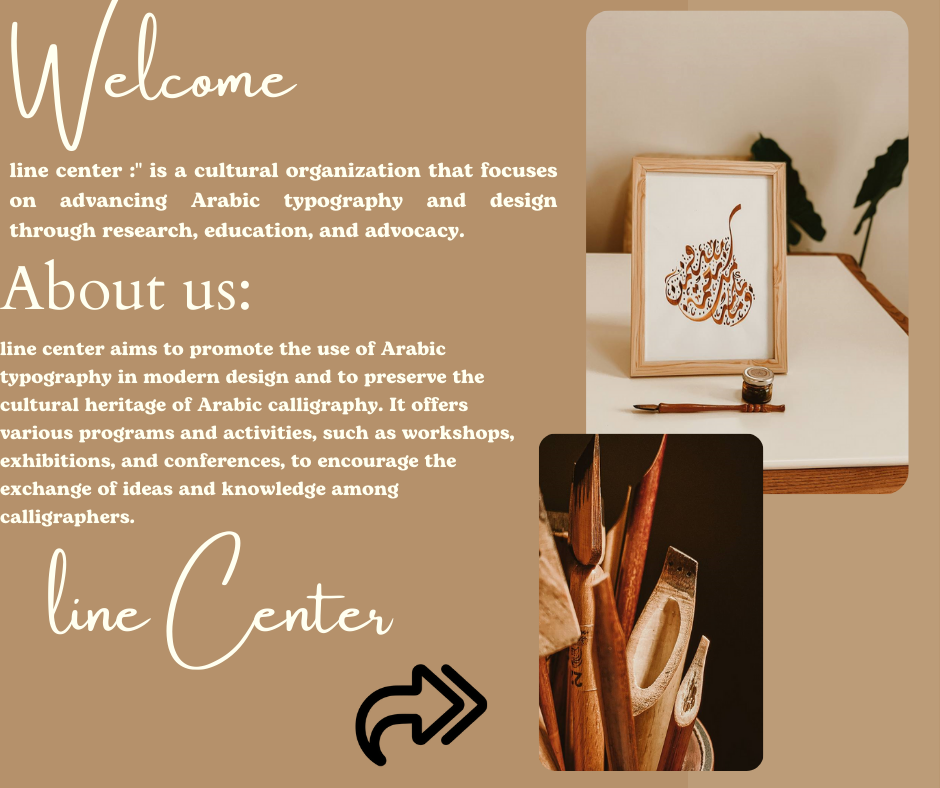 Welcome
line center :" is a cultural organization that focuses
on advancing Arabic typography and design
through research, education, and advocacy.
About us:
line center aims to promote the use of Arabic
typography in modern design and to preserve the
cultural heritage of Arabic calligraphy. It offers
various programs and activities, such as workshops,
exhibitions, and conferences, to encourage the
exchange of ideas and knowledge among
calligraphers.
line Center